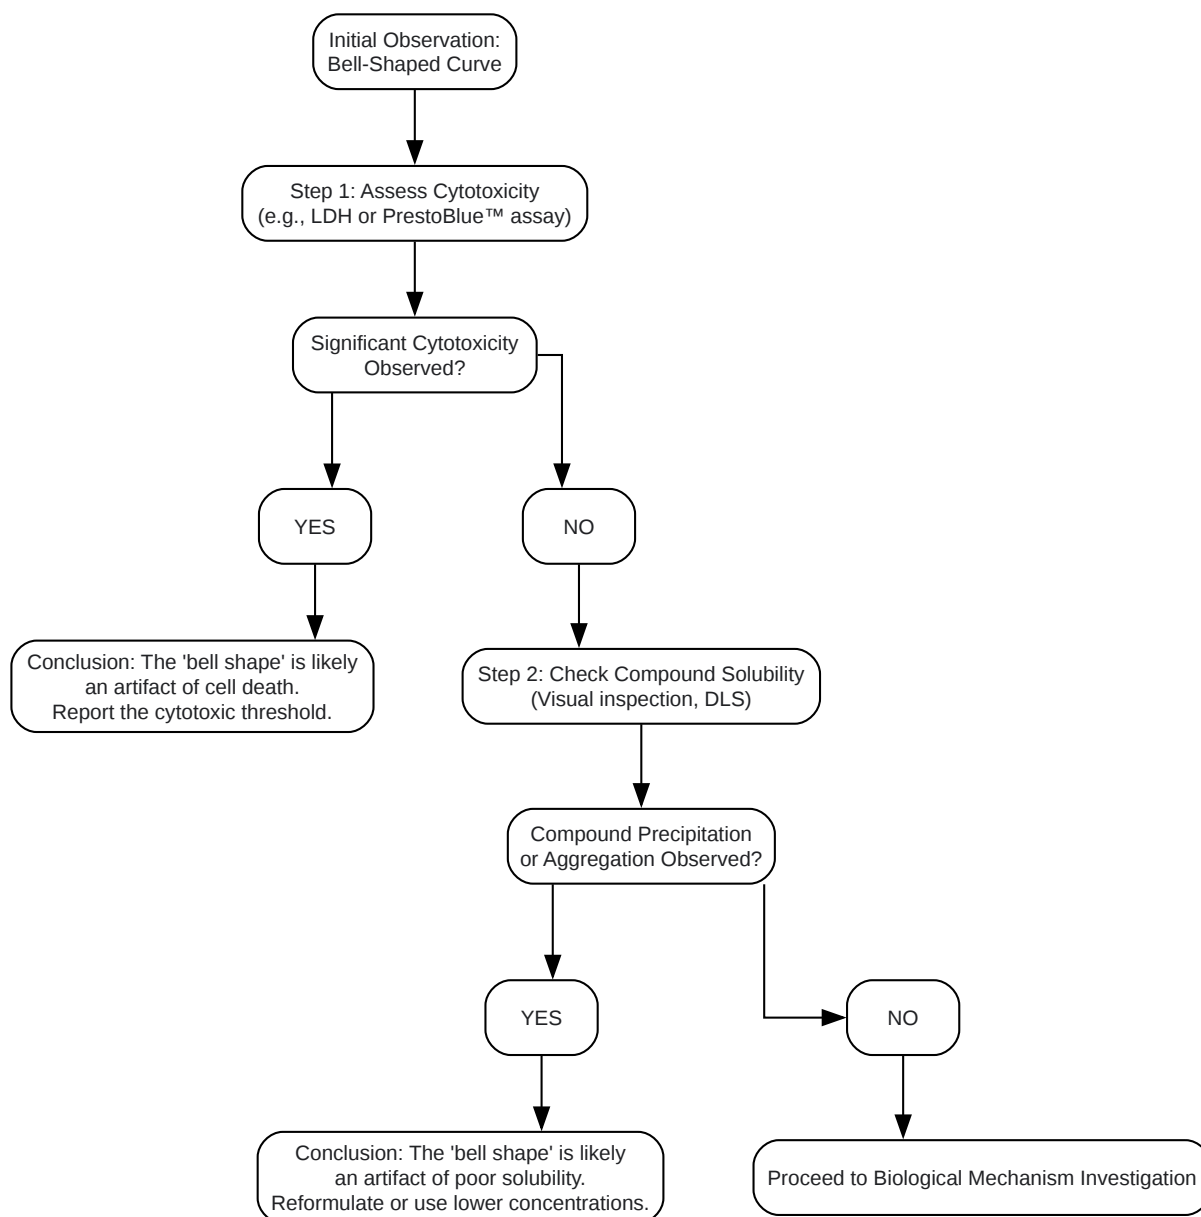 Initial Observation:
Bell-Shaped Curve
Step 1: Assess Cytotoxicity
(e.g., LDH or PrestoBlue™ assay)
Significant Cytotoxicity
Observed?
YES
NO
Conclusion: The 'bell shape' is likely
an artifact of cell death.
Report the cytotoxic threshold.
Step 2: Check Compound Solubility
(Visual inspection, DLS)
Compound Precipitation
or Aggregation Observed?
YES
NO
Conclusion: The 'bell shape' is likely
an artifact of poor solubility.
Reformulate or use lower concentrations.
Proceed to Biological Mechanism Investigation